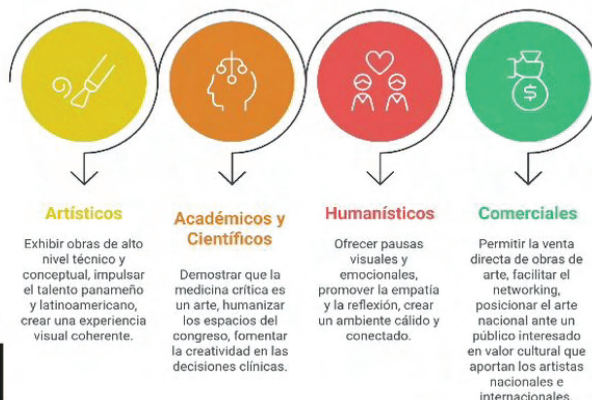 Artísticos
Exhibir obras de alto
nivel técnico y
conceptual, impulsar
el talento panameño
y latinoamericano,
crear una experiencia
visual coherente.
Académicos y
Científicos
Demostrar que la
medicina crítica es
un arte, humanizar
los espacios del
congreso, fomentar
la creatividad en las
decisiones clínicas.
Humanísticos
Ofrecer pausas
visuales y
emocionales,
promover la empatía
y la reflexión, crear
un ambiente cálido y
conectado.
$
Comerciales
Permitir la venta
directa de obras de
arte, facilitar el
networking,
posicionar el arte
nacional ante un
público interesado
en valor cultural que
aportan los artistas
nacionales e
internacionales.